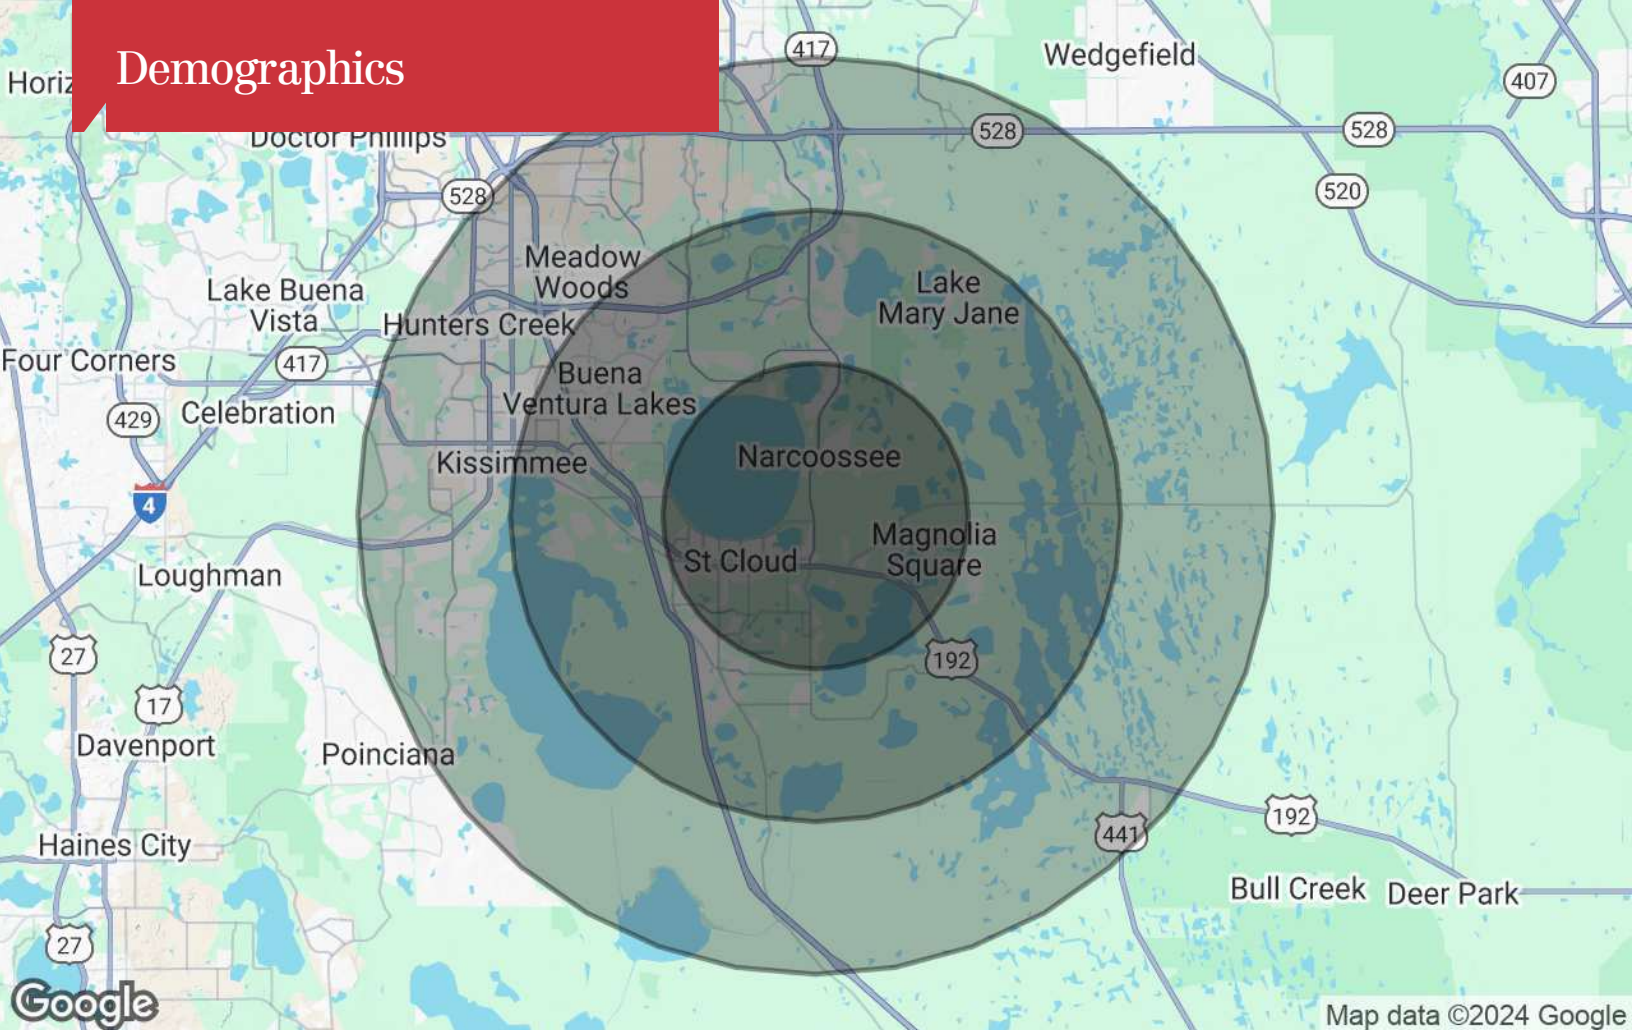 Demographics
417
Wedgefield
407
Doctor Phillips
528
528
528
520
Meadow
Woods
Lake
Mary Jane
Lake Buena
Vista
Hunters Creek
Four Corners
417
Buena
Ventura Lakes
429
Celebration
Narcoossee
Kissimmee
4
Magnolia
Square
St Cloud
Loughman
27
192
17
Davenport
Poinciana
192
441
Haines City
Bull Creek
Deer Park
27
Google
Map data ©2024 Google